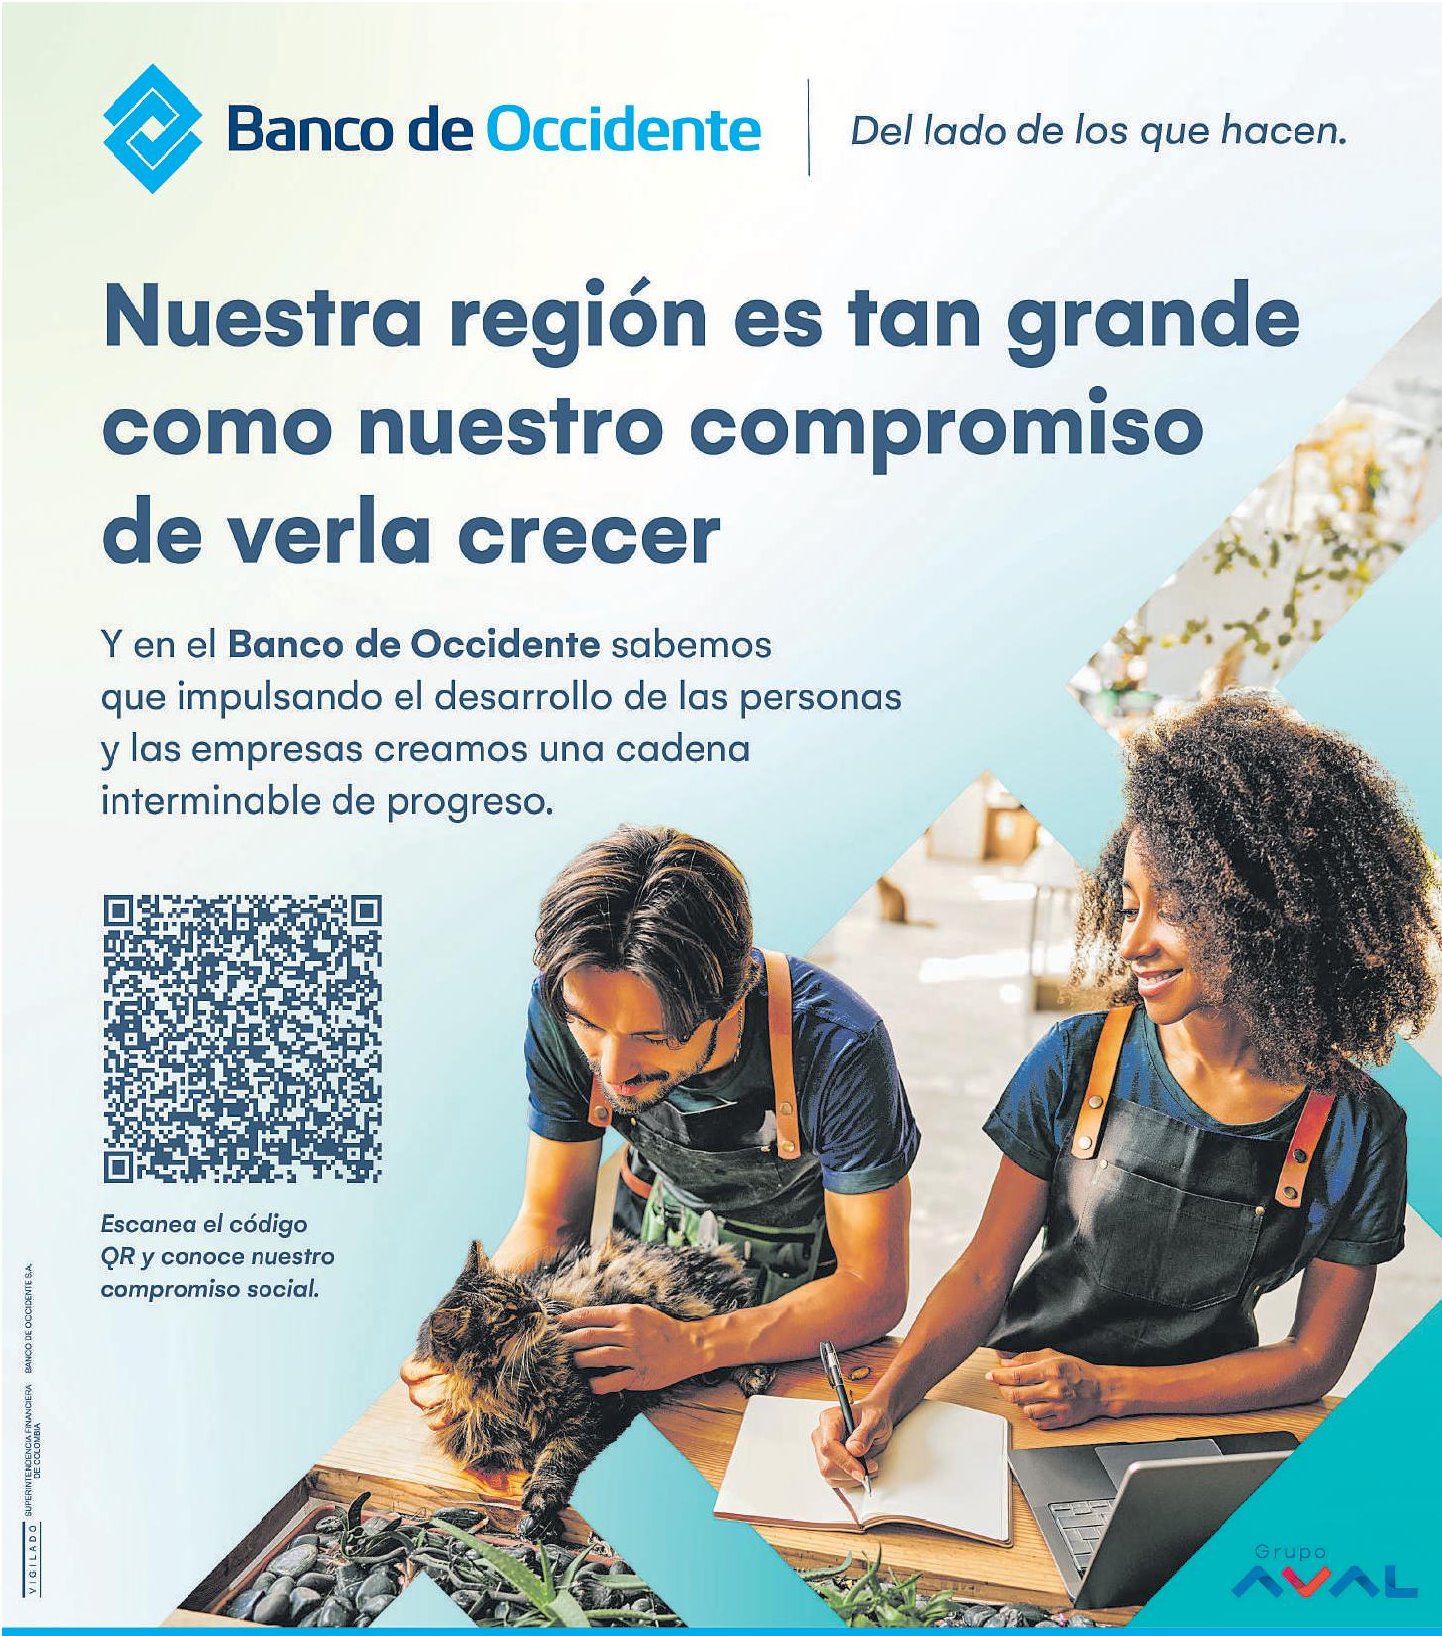 Banco de Occidente
Del lado de los que hacen.
Nuestra región es tan grande
como nuestro compromiso
de verla crecer
Y en el Banco de Occidente sabemos
que impulsando el desarrollo de las personas
y las empresas creamos una cadena
interminable de progreso.
Escanea el código
QR y conoce nuestro
compromiso social.
VIGILADO
SUPERINTENDENCIA FINANCIERA
DE COLOMBIA
BANCO DE OCCIDENTE S.A.
Grupo
AVAL